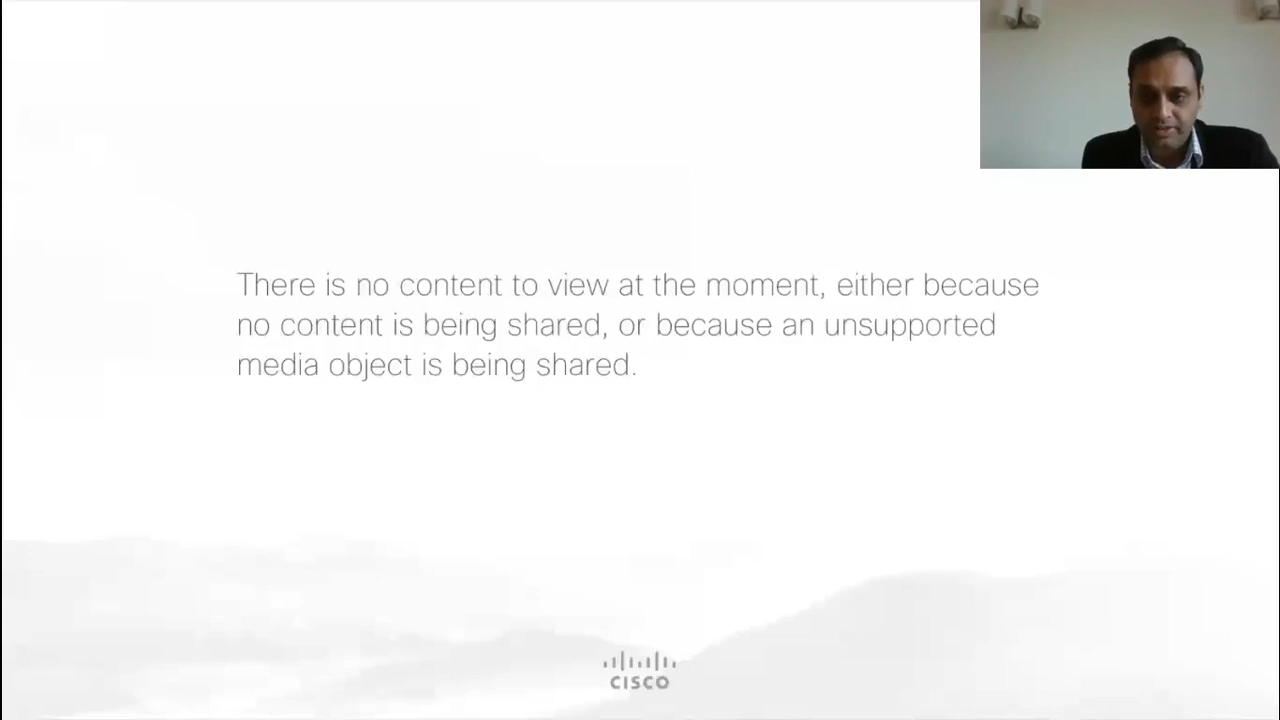 There is no content to view at the moment, either because
no content is being shared, or because an unsupported
media object is being shared.
CISCO